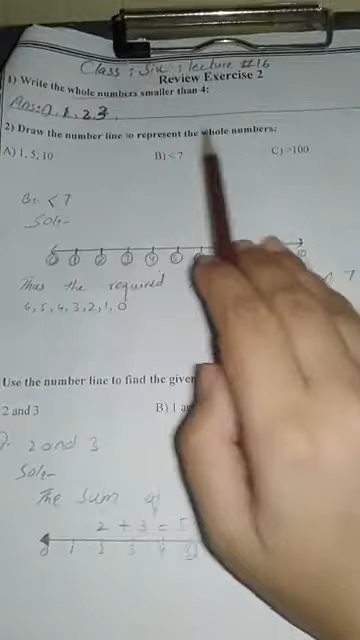 Class : Six : lecture #16
Review Exercise 2
1) Write the whole numbers smaller than 4:
Ans: 0, 1, 2, 3.
2) Draw the number line to represent the whole numbers:
A) 1, 5, 10 B) < 7 C) >100
B:- < 7
Sol:-
0 1 2 3 4 5 10
Thus the required 7
6, 5, 4, 3, 2, 1, 0
Use the number line to find the given
2 and 3 B) 1 a
2 and 3
Sol:-
The Sum of
2 + 3 = 5
0 1 2 3 4 5